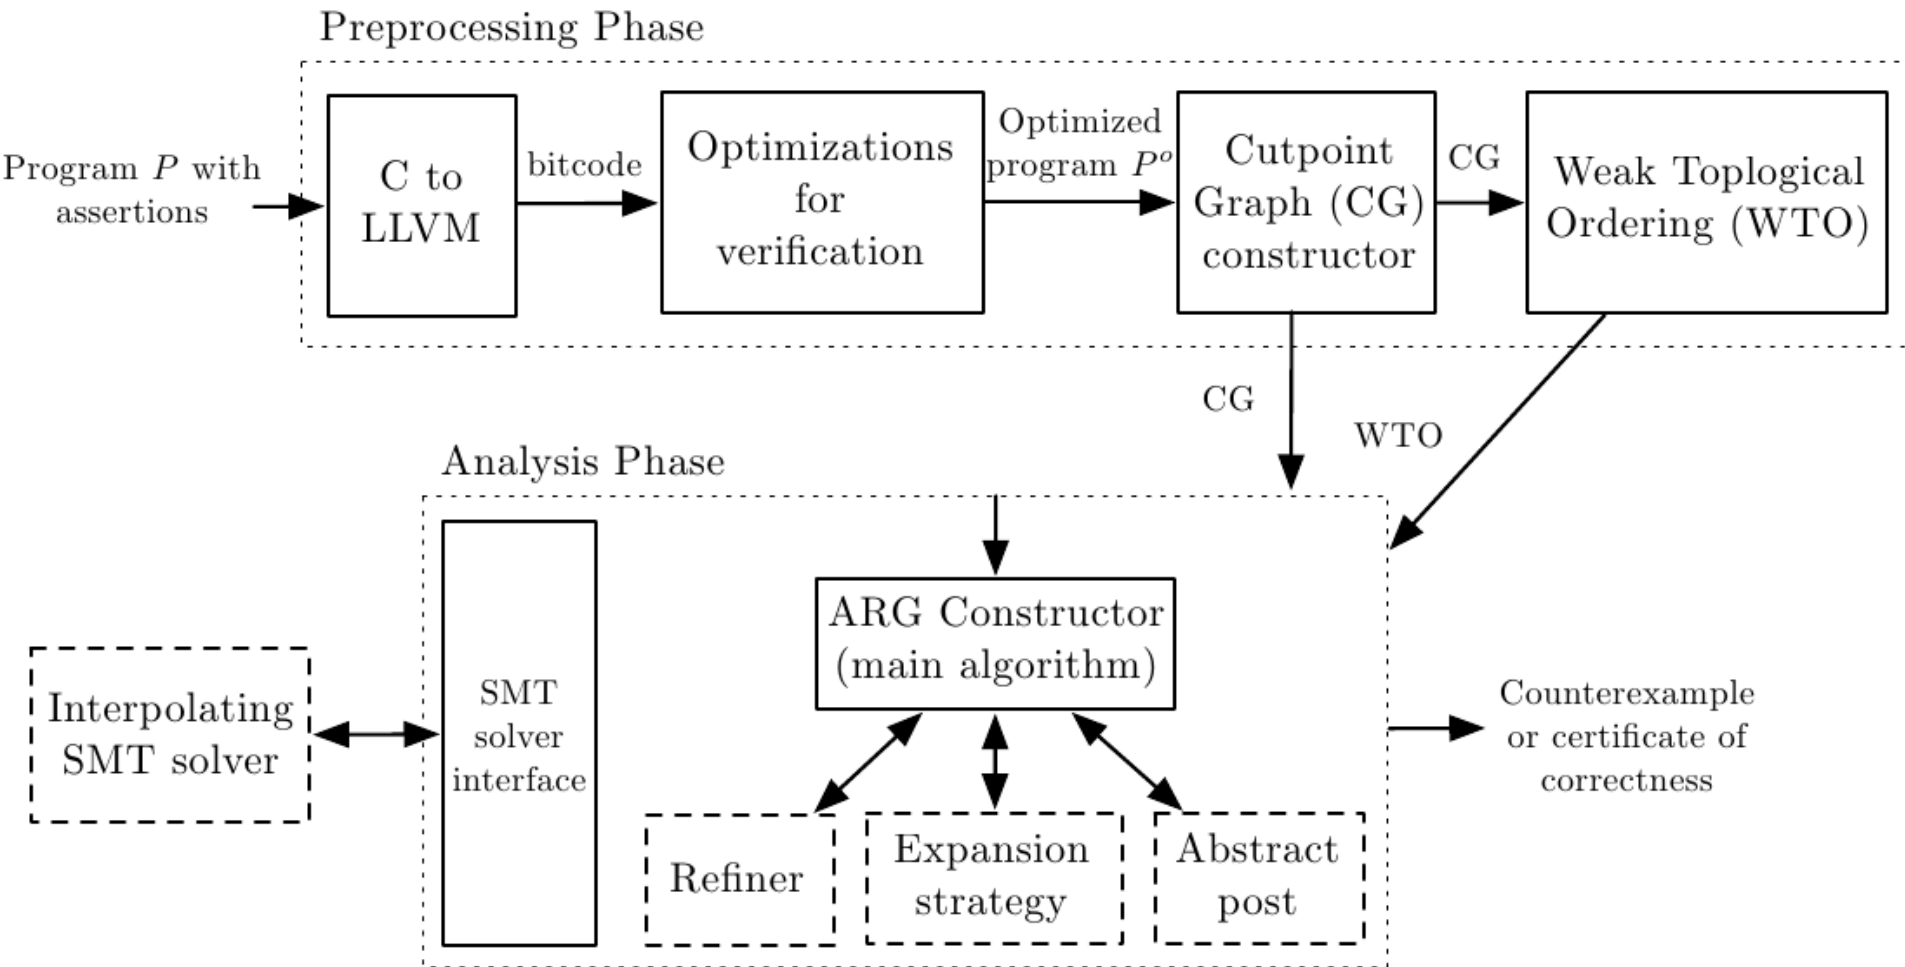 Preprocessing Phase
Program P with
assertions
C to
LLVM
bitcode
Optimizations
for
verification
Optimized
program Pᵒ
Cutpoint
Graph (CG)
constructor
CG
Weak Toplogical
Ordering (WTO)
CG
WTO
Analysis Phase
Interpolating
SMT solver
SMT
solver
interface
ARG Constructor
(main algorithm)
Refiner
Expansion
strategy
Abstract
post
Counterexample
or certificate of
correctness